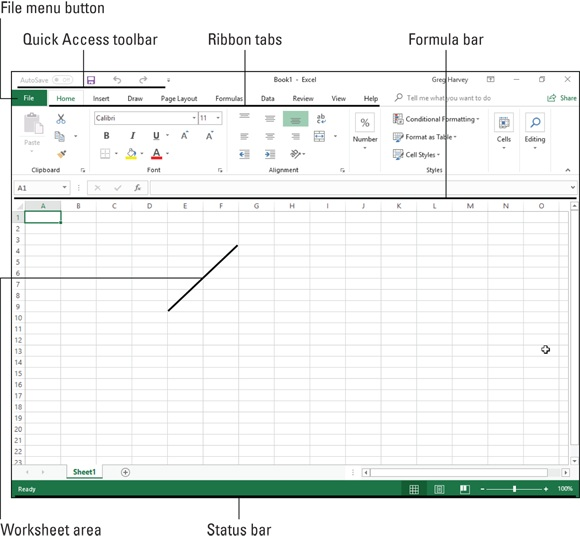 File menu button
Quick Access toolbar Ribbon tabs Formula bar
AutoSave Off Book1 - Excel Greg Harvey
File Home Insert Draw Page Layout Formulas Data Review View Help Tell me what you want to do Share
Calibri 11 ab Conditional Formatting
Paste B I U A A % Number Format as Table Cells Editing
A Cell Styles
Clipboard Font Alignment Styles
A1 fx
A B C D E F G H I J K L M N O
1
2
3
4
5
6
7
8
9
10
11
12
13
14
15
16
17
18
19
20
21
22
23
Sheet1
Ready 100%
Worksheet area Status bar